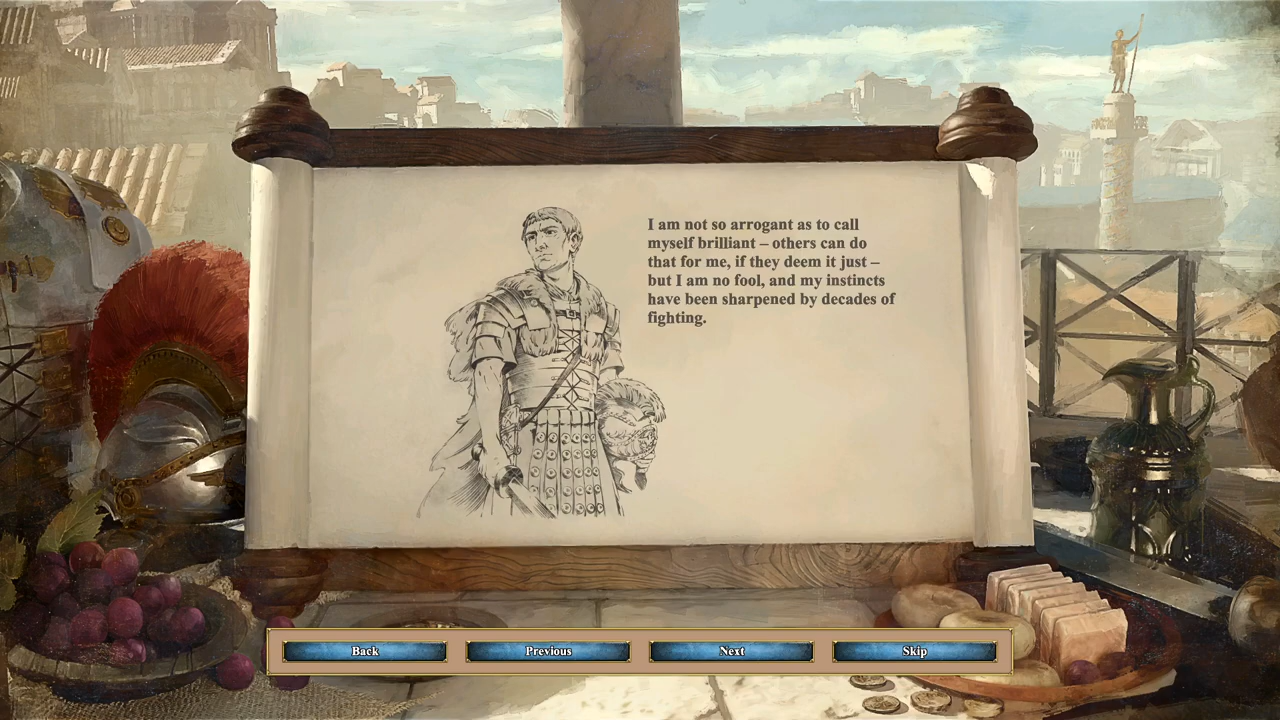 I am not so arrogant as to call
myself brilliant – others can do
that for me, if they deem it just –
but I am no fool, and my instincts
have been sharpened by decades of
fighting.
Back
Previous
Next
Skip